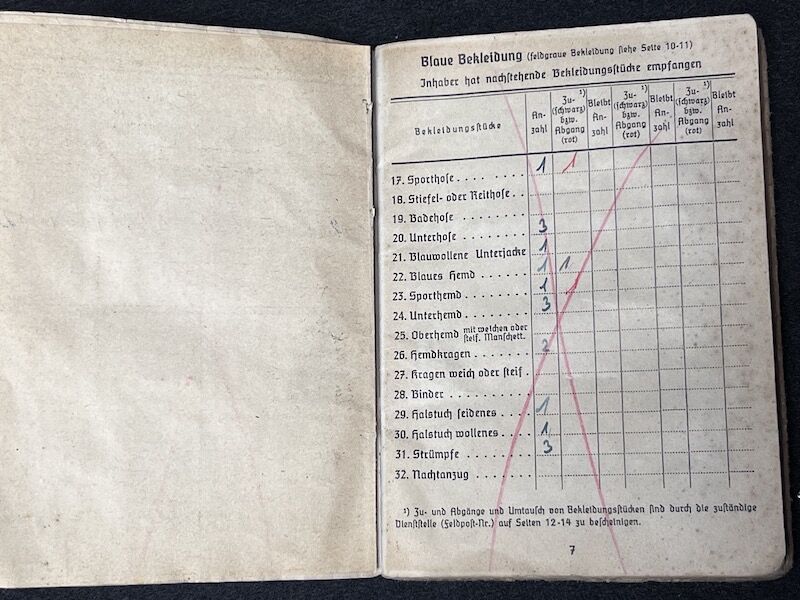 Blaue Bekleidung (feldgraue Bekleidung siehe Seite 10-11)
Inhaber hat nachstehende Bekleidungsstücke empfangen
Bekleidungsstücke An-zahl Zu-¹) (schwarz) bzw. Abgang (rot) Bleibt An-zahl Zu-¹) (schwarz) bzw. Abgang (rot) Bleibt An-zahl Zu-¹) (schwarz) bzw. Abgang (rot) Bleibt An-zahl
17. Sporthose . . . . . . 1 1
18. Stiefel- oder Reithose . .
19. Badehose . . . . . . .
20. Unterhose . . . . . . . 3
21. Blauwollene Unterjacke 1
22. Blaues Hemd . . . . . 1 1
23. Sporthemd . . . . . . . 1 1
24. Unterhemd . . . . . . . 3
25. Oberhemd mit weichen oder steif. Manschett.
26. Hemdkragen . . . . . . 2
27. Kragen weich oder steif .
28. Binder . . . . . . . . .
29. Halstuch seidenes . . . 1
30. Halstuch wollenes . . . . 1
31. Strümpfe . . . . . . . 3
32. Nachtanzug . . . . . .
¹) Zu- und Abgänge und Umtausch von Bekleidungsstücken sind durch die zuständige
Dienststelle (Feldpost-Nr.) auf Seiten 12-14 zu bescheinigen.
7